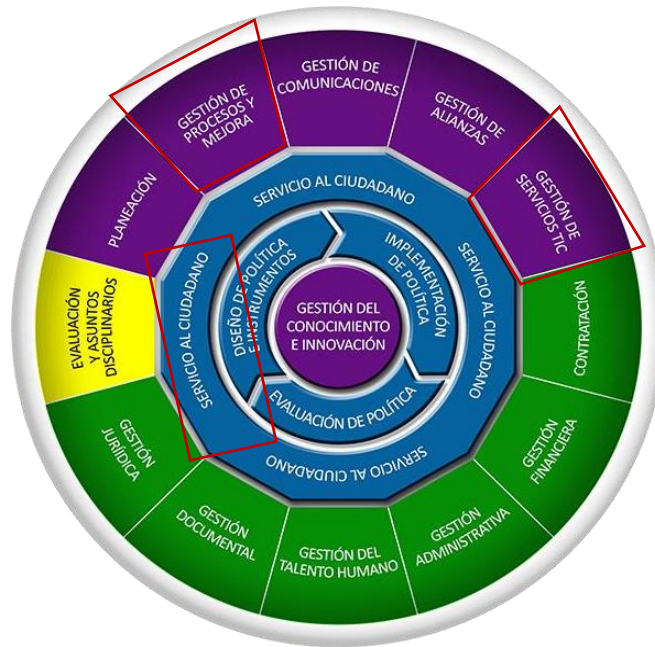 GESTIÓN DE
COMUNICACIONES
GESTIÓN DE
ALIANZAS
GESTIÓN DE
SERVICIOS TIC
CONTRATACIÓN
GESTIÓN
FINANCIERA
GESTIÓN
ADMINISTRATIVA
GESTIÓN DEL
TALENTO HUMANO
GESTIÓN
DOCUMENTAL
GESTIÓN
JURÍIDICA
EVALUACIÓN
Y ASUNTOS
DISCIPLINARIOS
PLANEACIÓN
GESTIÓN DE
PROCESOS Y
MEJORA
SERVICIO AL CIUDADANO
SERVICIO AL CIUDADANO
SERVICIO AL CIUDADANO
SERVICIO AL CIUDADANO
DISEÑO DE POLÍTICA
E INSTRUMENTOS
IMPLEMENTACIÓN
DE POLÍTICA
EVALUACIÓN DE POLÍTICA
GESTIÓN DEL
CONOCIMIENTO
E INNOVACIÓN